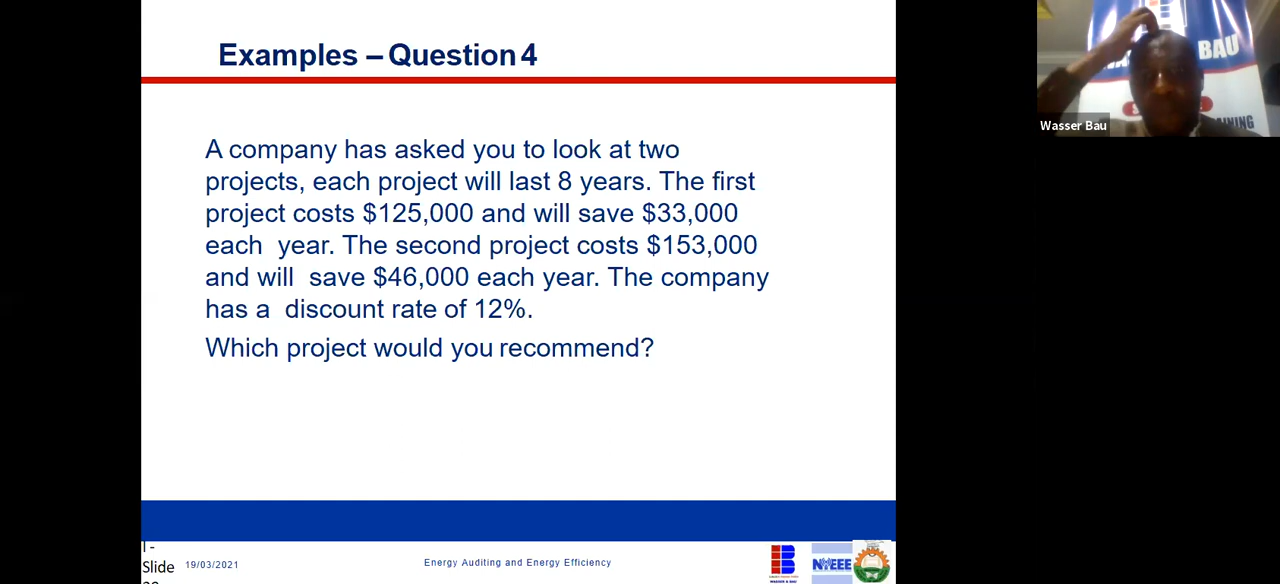 Examples – Question 4
A company has asked you to look at two
projects, each project will last 8 years. The first
project costs $125,000 and will save $33,000
each year. The second project costs $153,000
and will save $46,000 each year. The company
has a discount rate of 12%.
Which project would you recommend?
BAU
Wasser Bau
Slide
19/03/2021
Energy Auditing and Energy Efficiency
WASSER N BAU